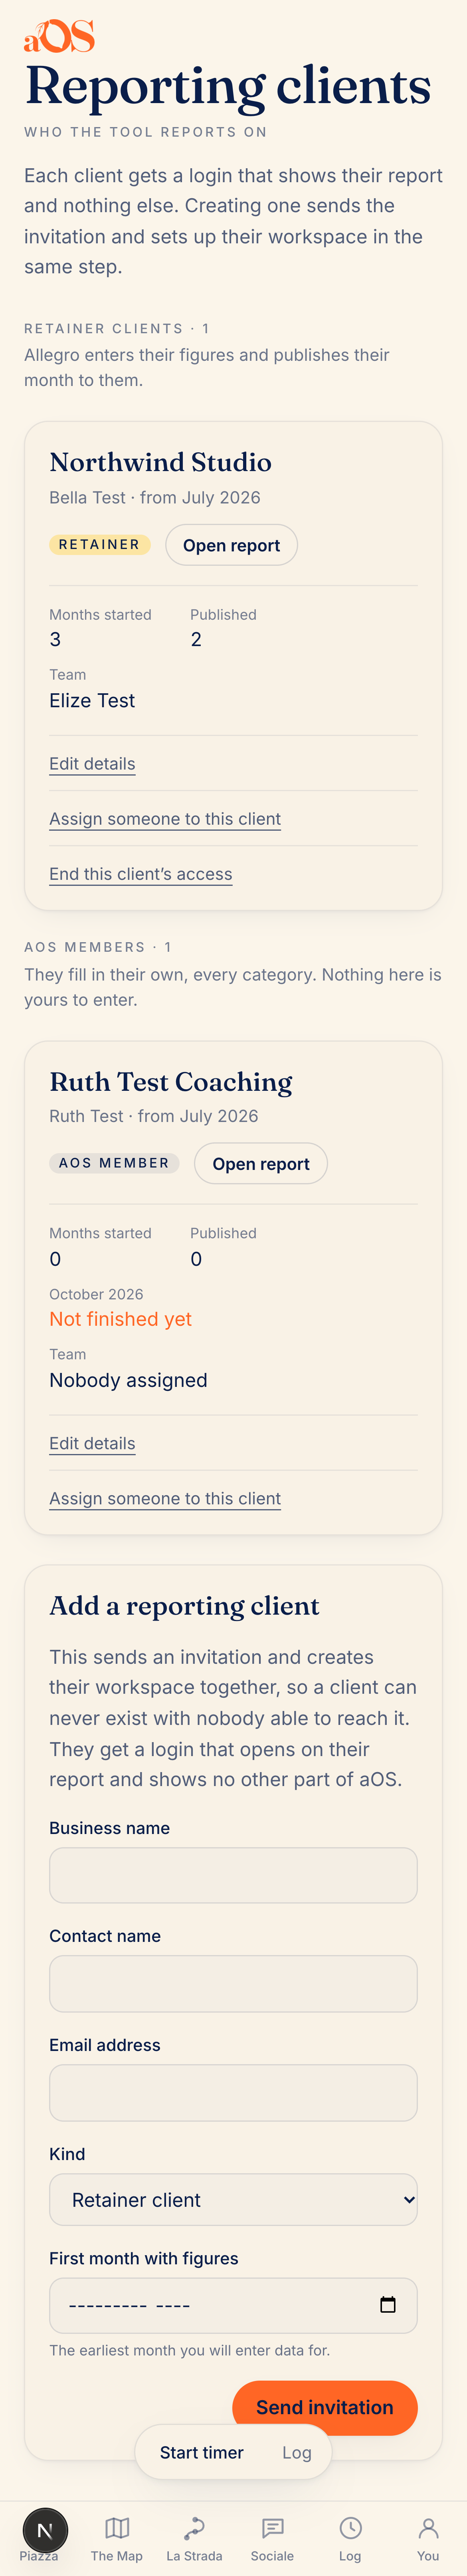 aOS
Reporting clients
WHO THE TOOL REPORTS ON
Each client gets a login that shows their report
and nothing else. Creating one sends the
invitation and sets up their workspace in the
same step.
RETAINER CLIENTS · 1
Allegro enters their figures and publishes their
month to them.
Northwind Studio
Bella Test · from July 2026
RETAINER
Open report
Months started
Published
3
2
Team
Elize Test
Edit details
Assign someone to this client
End this client’s access
AOS MEMBERS · 1
They fill in their own, every category. Nothing here is
yours to enter.
Ruth Test Coaching
Ruth Test · from July 2026
AOS MEMBER
Open report
Months started
Published
0
0
October 2026
Not finished yet
Team
Nobody assigned
Edit details
Assign someone to this client
Add a reporting client
This sends an invitation and creates
their workspace together, so a client can
never exist with nobody able to reach it.
They get a login that opens on their
report and shows no other part of aOS.
Business name
Contact name
Email address
Kind
Retainer client
First month with figures
--------- ----
The earliest month you will enter data for.
Send invitation
Start timer
Log
N
Piazza
The Map
La Strada
Sociale
Log
You